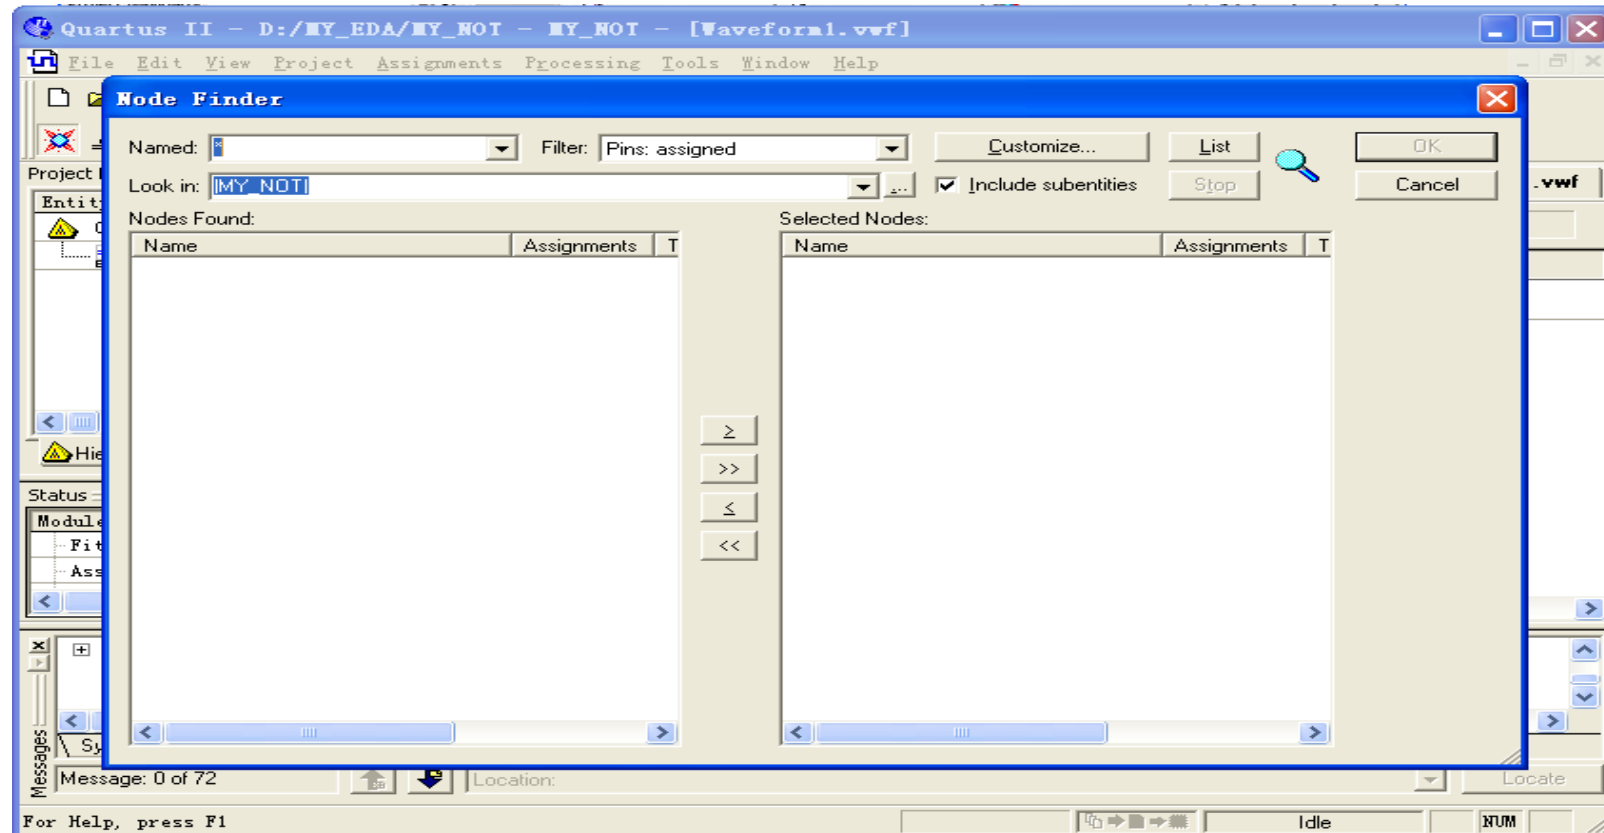 Quartus II - D:/MY_EDA/MY_NOT - MY_NOT - [Waveform1.vwf]
File Edit View Project Assignments Processing Tools Window Help
Node Finder
Named: * Filter: Pins: assigned Customize... List OK
Project
Look in: |MY_NOT| ... Include subentities Stop Cancel .vwf
Entit
Nodes Found: Selected Nodes:
Name Assignments T Name Assignments T
≥
Hie
>>
Status
≤
Module
Fit
<<
Ass
Sy
Messages
Message: 0 of 72 Location: Locate
For Help, press F1 Idle NUM